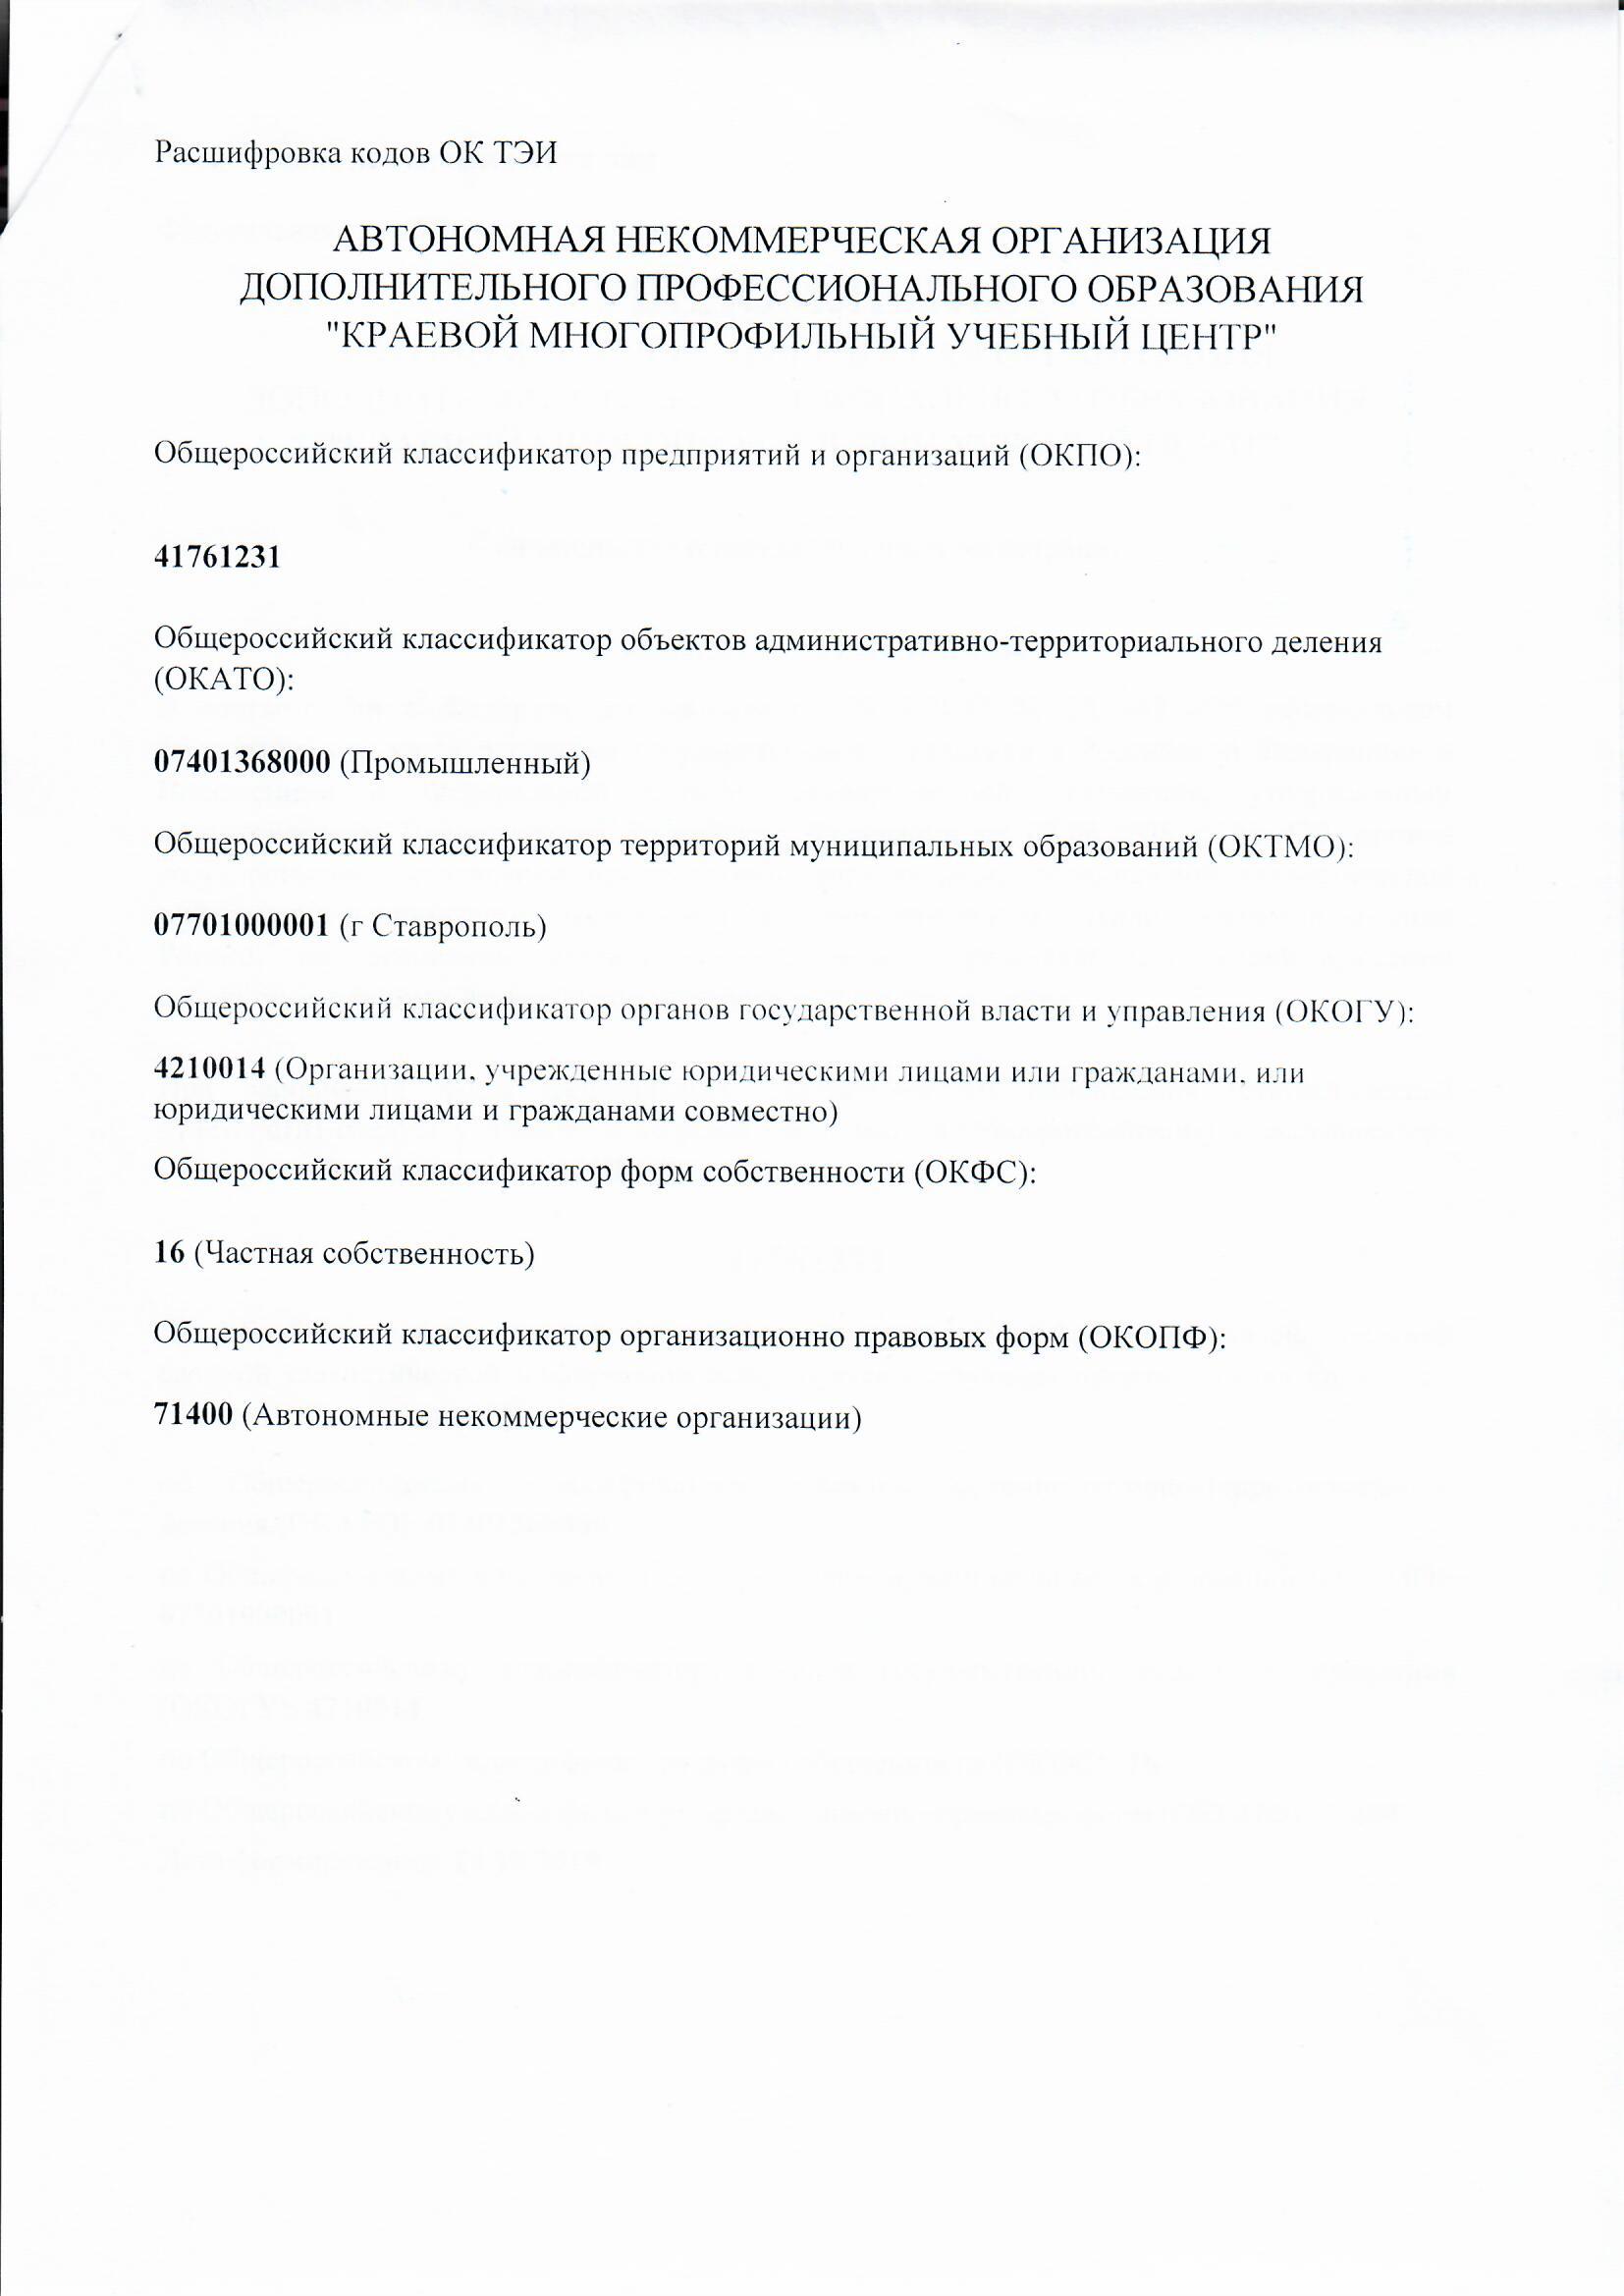 Расшифровка кодов ОК ТЭИ
АВТОНОМНАЯ НЕКОММЕРЧЕСКАЯ ОРГАНИЗАЦИЯ
ДОПОЛНИТЕЛЬНОГО ПРОФЕССИОНАЛЬНОГО ОБРАЗОВАНИЯ
"КРАЕВОЙ МНОГОПРОФИЛЬНЫЙ УЧЕБНЫЙ ЦЕНТР"
Общероссийский классификатор предприятий и организаций (ОКПО):
41761231
Общероссийский классификатор объектов административно-территориального деления
(ОКАТО):
07401368000 (Промышленный)
Общероссийский классификатор территорий муниципальных образований (ОКТМО):
07701000001 (г Ставрополь)
Общероссийский классификатор органов государственной власти и управления (ОКОГУ):
4210014 (Организации, учрежденные юридическими лицами или гражданами, или
юридическими лицами и гражданами совместно)
Общероссийский классификатор форм собственности (ОКФС):
16 (Частная собственность)
Общероссийский классификатор организационно правовых форм (ОКОПФ):
71400 (Автономные некоммерческие организации)